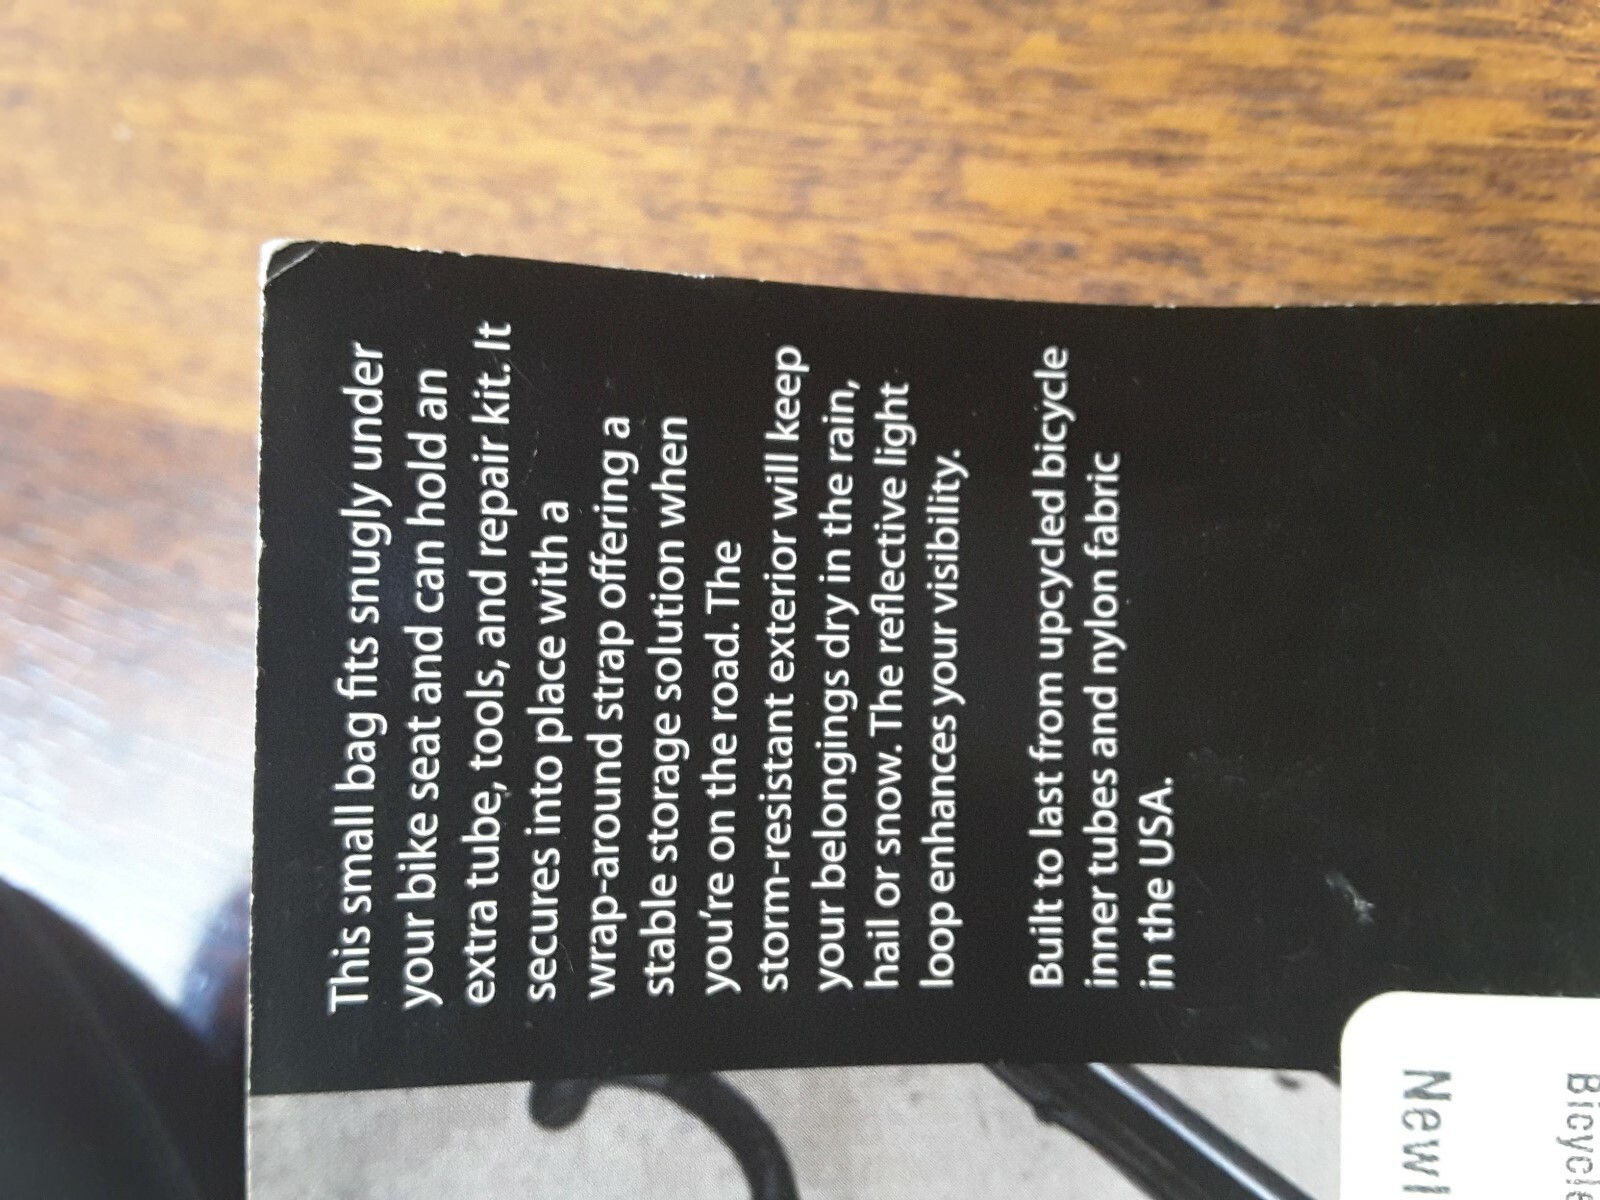 This small bag fits snugly under
your bike seat and can hold an
extra tube, tools, and repair kit. It
secures into place with a
wrap-around strap offering a
stable storage solution when
you're on the road. The
storm-resistant exterior will keep
your belongings dry in the rain,
hail or snow. The reflective light
loop enhances your visibility.
Built to last from upcycled bicycle
inner tubes and nylon fabric
in the USA.